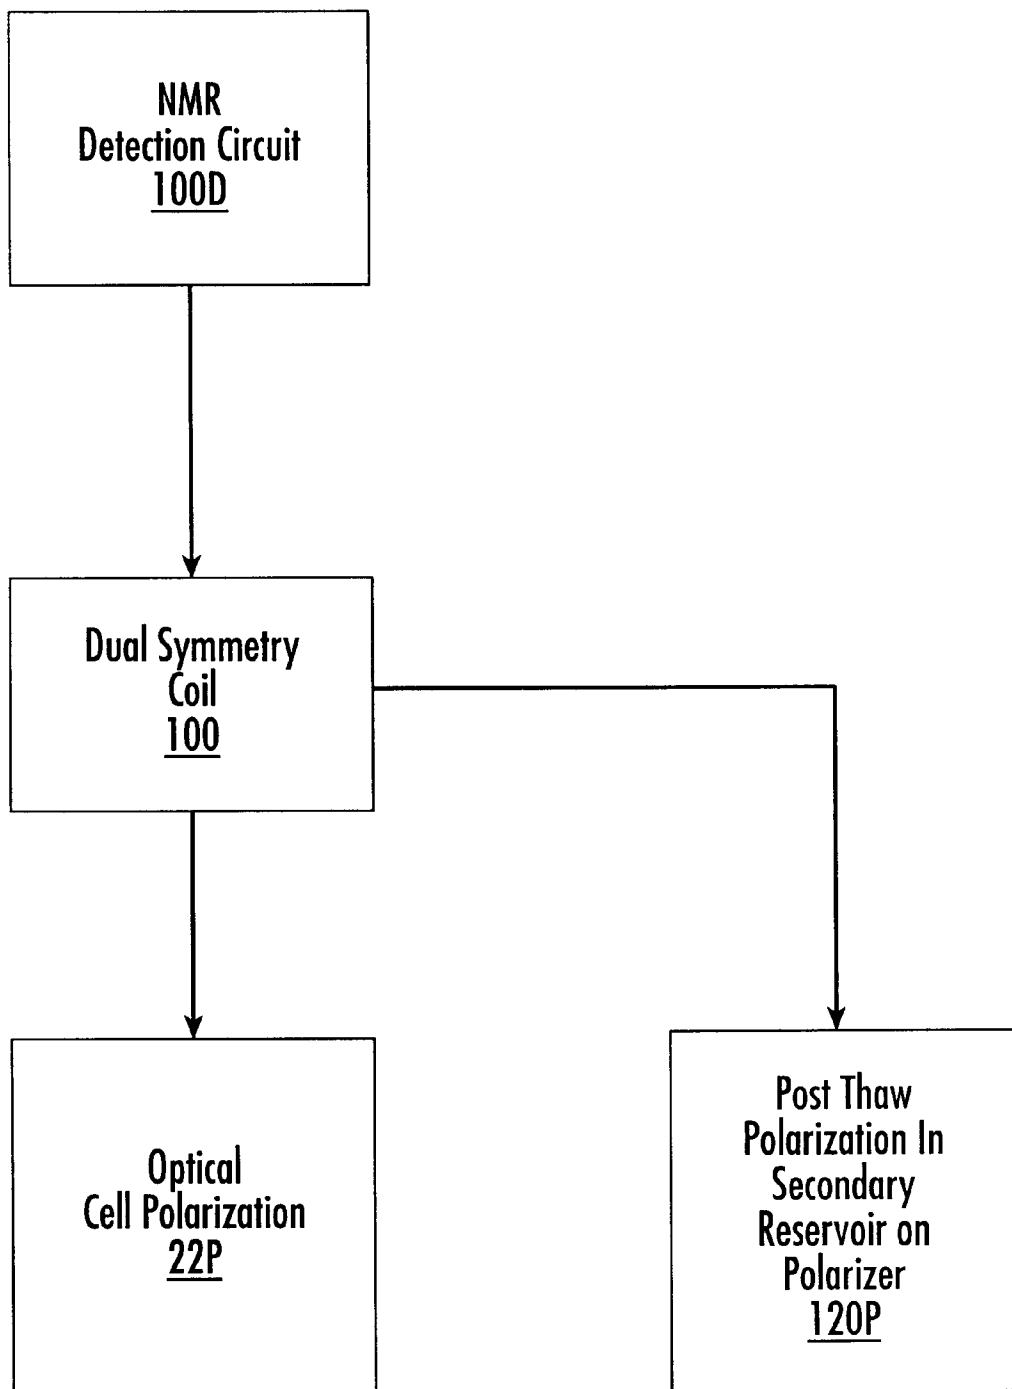 NMR
Detection Circuit
100D
Dual Symmetry
Coil
100
Optical
Cell Polarization
22P
Post Thaw
Polarization In
Secondary
Reservoir on
Polarizer
120P